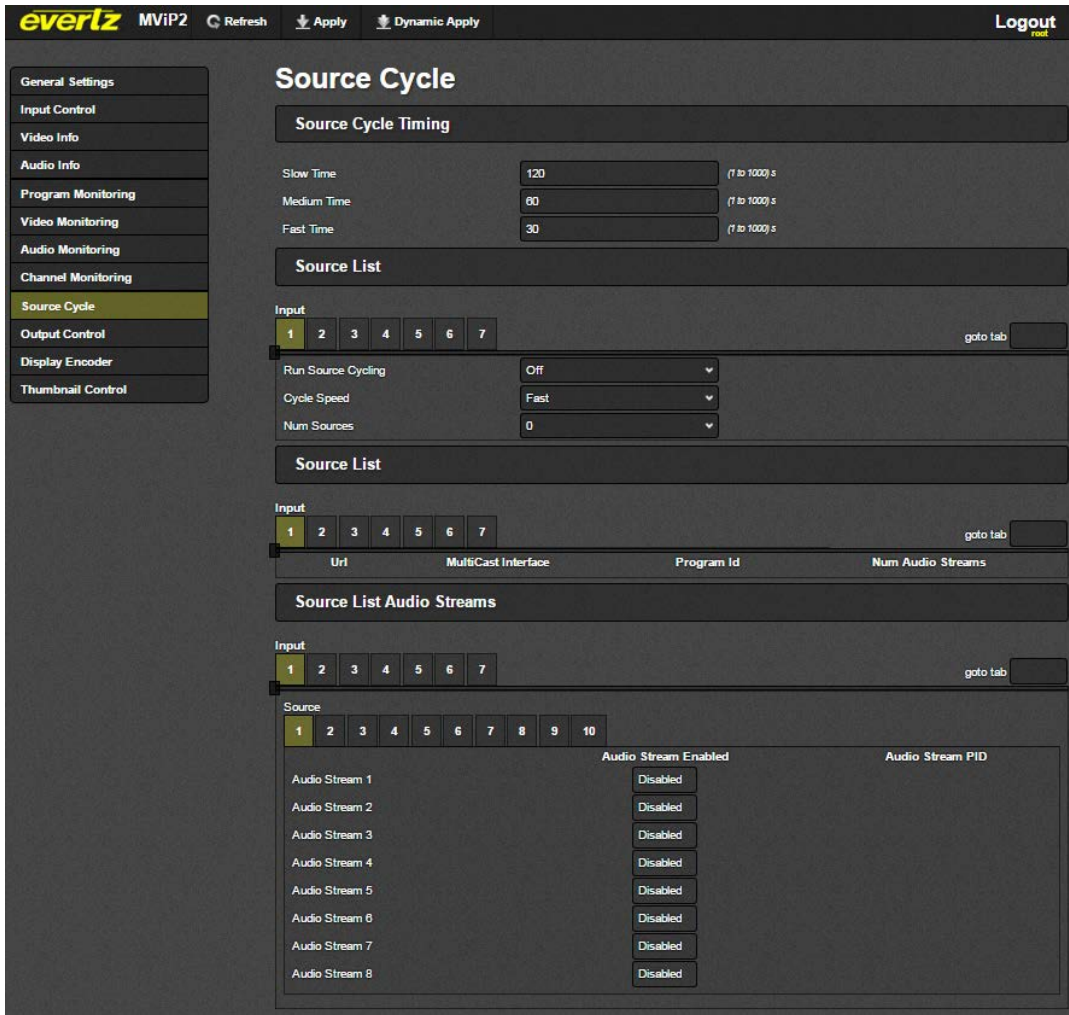 evertz MViP2 Refresh Apply Dynamic Apply Logout
root
General Settings
Input Control
Video Info
Audio Info
Program Monitoring
Video Monitoring
Audio Monitoring
Channel Monitoring
Source Cycle
Output Control
Display Encoder
Thumbnail Control
Source Cycle
Source Cycle Timing
Slow Time 120 (1 to 1000) s
Medium Time 60 (1 to 1000) s
Fast Time 30 (1 to 1000) s
Source List
Input
1 2 3 4 5 6 7 goto tab
Run Source Cycling Off
Cycle Speed Fast
Num Sources 0
Source List
Input
1 2 3 4 5 6 7 goto tab
Url MultiCast Interface Program Id Num Audio Streams
Source List Audio Streams
Input
1 2 3 4 5 6 7 goto tab
Source
1 2 3 4 5 6 7 8 9 10
Audio Stream Enabled Audio Stream PID
Audio Stream 1 Disabled
Audio Stream 2 Disabled
Audio Stream 3 Disabled
Audio Stream 4 Disabled
Audio Stream 5 Disabled
Audio Stream 6 Disabled
Audio Stream 7 Disabled
Audio Stream 8 Disabled